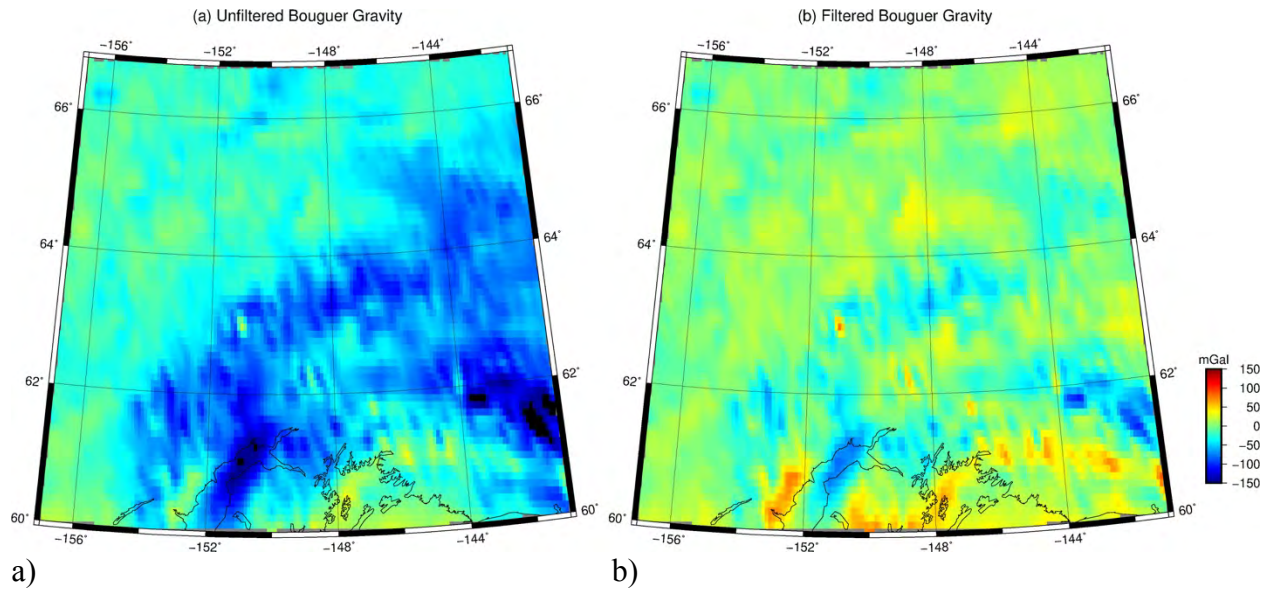 (a) Unfiltered Bouguer Gravity
(b) Filtered Bouguer Gravity
−156˚ −152˚ −148˚ −144˚
−156˚ −152˚ −148˚ −144˚
66˚ 66˚ 66˚ 66˚
64˚ 64˚ 64˚ 64˚
62˚ 62˚ 62˚ 62˚
60˚ 60˚ 60˚ 60˚
−156˚ −152˚ −148˚ −144˚
−156˚ −152˚ −148˚ −144˚
mGal
150
100
50
0
−50
−100
−150
a)
b)